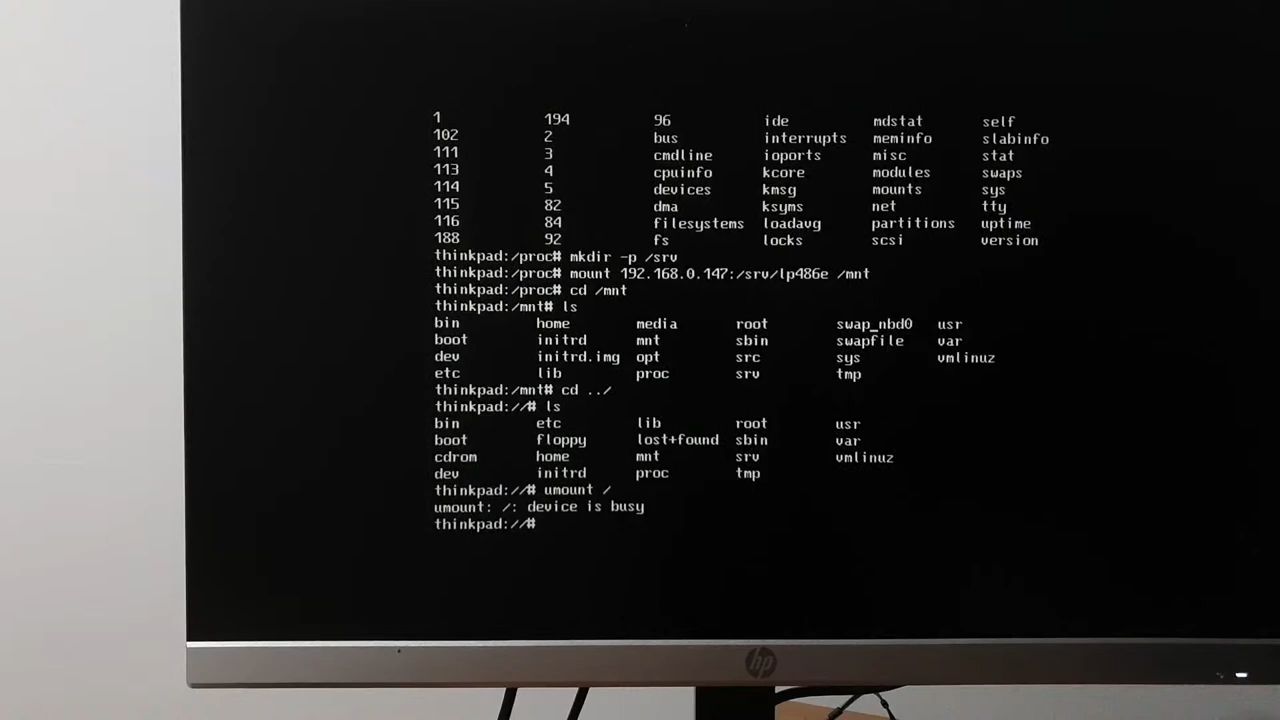 1 194 96 ide mdstat self
102 2 bus interrupts meminfo slabinfo
111 3 cmdline ioports misc stat
113 4 cpuinfo kcore modules swaps
114 5 devices kmsg mounts sys
115 82 dma ksyms net tty
116 84 filesystems loadavg partitions uptime
188 92 fs locks scsi version
thinkpad:/proc# mkdir -p /srv
thinkpad:/proc# mount 192.168.0.147:/srv/lp486e /mnt
thinkpad:/proc# cd /mnt
thinkpad:/mnt# ls
bin home media root swap_nbd0 usr
boot initrd mnt sbin swapfile var
dev initrd.img opt src sys vmlinuz
etc lib proc srv tmp
thinkpad:/mnt# cd ../
thinkpad://# ls
bin etc lib root usr
boot floppy lost+found sbin var
cdrom home mnt srv vmlinuz
dev initrd proc tmp
thinkpad://# umount /
umount: /: device is busy
thinkpad://#
hp